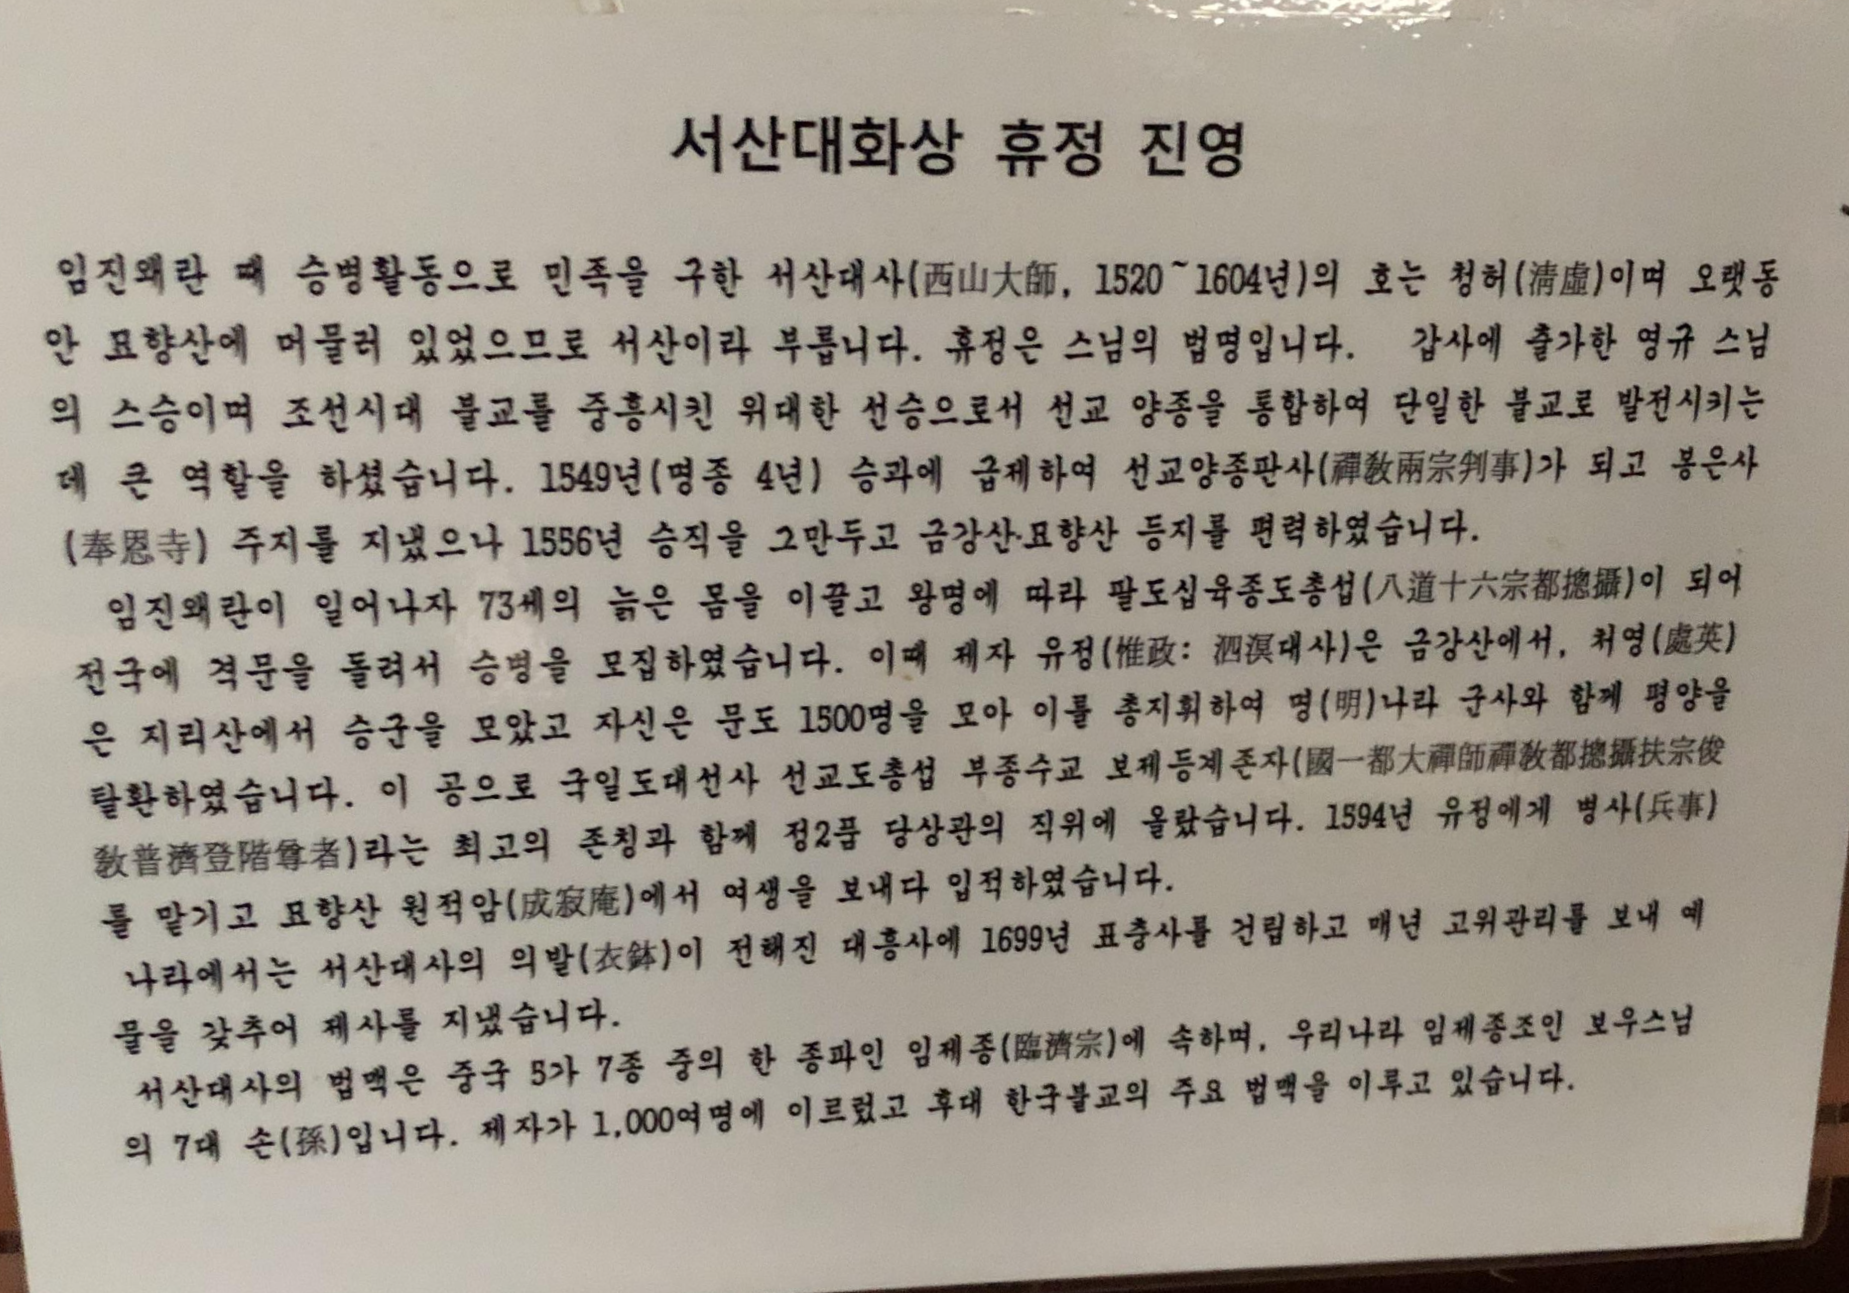 서산대화상 휴정 진영
임진왜란 때 승병활동으로 민족을 구한 서산대사(西山大師, 1520~1604년)의 호는 청허(淸虛)이며 오랫동
안 묘향산에 머물러 있었으므로 서산이라 부릅니다. 휴정은 스님의 법명입니다. 갑사에 출가한 영규 스님
의 스승이며 조선시대 불교를 중흥시킨 위대한 선승으로서 선교 양종을 통합하여 단일한 불교로 발전시키는
데 큰 역할을 하셨습니다. 1549년(명종 4년) 승과에 급제하여 선교양종판사(禪敎兩宗判事)가 되고 봉은사
(奉恩寺) 주지를 지냈으나 1556년 승직을 그만두고 금강산·묘향산 등지를 편력하였습니다.
임진왜란이 일어나자 73세의 늙은 몸을 이끌고 왕명에 따라 팔도십육종도총섭(八道十六宗都摠攝)이 되어
전국에 격문을 돌려서 승병을 모집하였습니다. 이때 제자 유정(惟政: 泗溟대사)은 금강산에서, 처영(處英)
은 지리산에서 승군을 모았고 자신은 문도 1500명을 모아 이를 총지휘하여 명(明)나라 군사와 함께 평양을
탈환하였습니다. 이 공으로 국일도대선사 선교도총섭 부종수교 보제등계존자(國一都大禪師禪敎都摠攝扶宗俊
敎普濟登階尊者)라는 최고의 존칭과 함께 정2품 당상관의 직위에 올랐습니다. 1594년 유정에게 병사(兵事)
를 맡기고 묘향산 원적암(成寂庵)에서 여생을 보내다 입적하였습니다.
나라에서는 서산대사의 의발(衣鉢)이 전해진 대흥사에 1699년 표충사를 건립하고 매년 고위관리를 보내 예
물을 갖추어 제사를 지냈습니다.
서산대사의 법맥은 중국 5가 7종 중의 한 종파인 임제종(臨濟宗)에 속하며, 우리나라 임제종조인 보우스님
의 7대 손(孫)입니다. 제자가 1,000여명에 이르렀고 후대 한국불교의 주요 법맥을 이루고 있습니다.